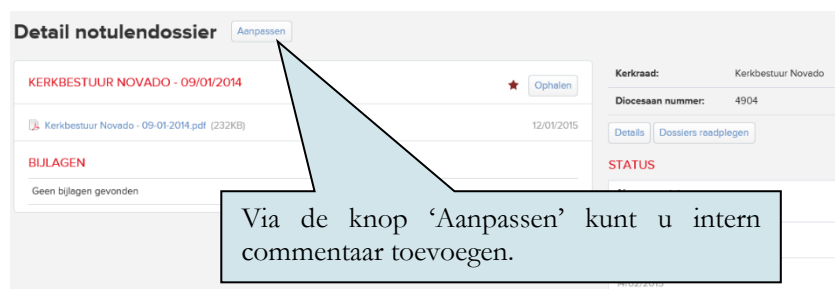 Detail notulendossier Aanpassen
KERKBESTUUR NOVADO - 09/01/2014
Ophalen
Kerkbestuur Novado - 09-01-2014.pdf (232KB) 12/01/2015
BIJLAGEN
Geen bijlagen gevonden
Kerkraad: Kerkbestuur Novado
Diocesaan nummer: 4904
Details Dossiers raadplegen
STATUS
Via de knop ‘Aanpassen’ kunt u intern
commentaar toevoegen.